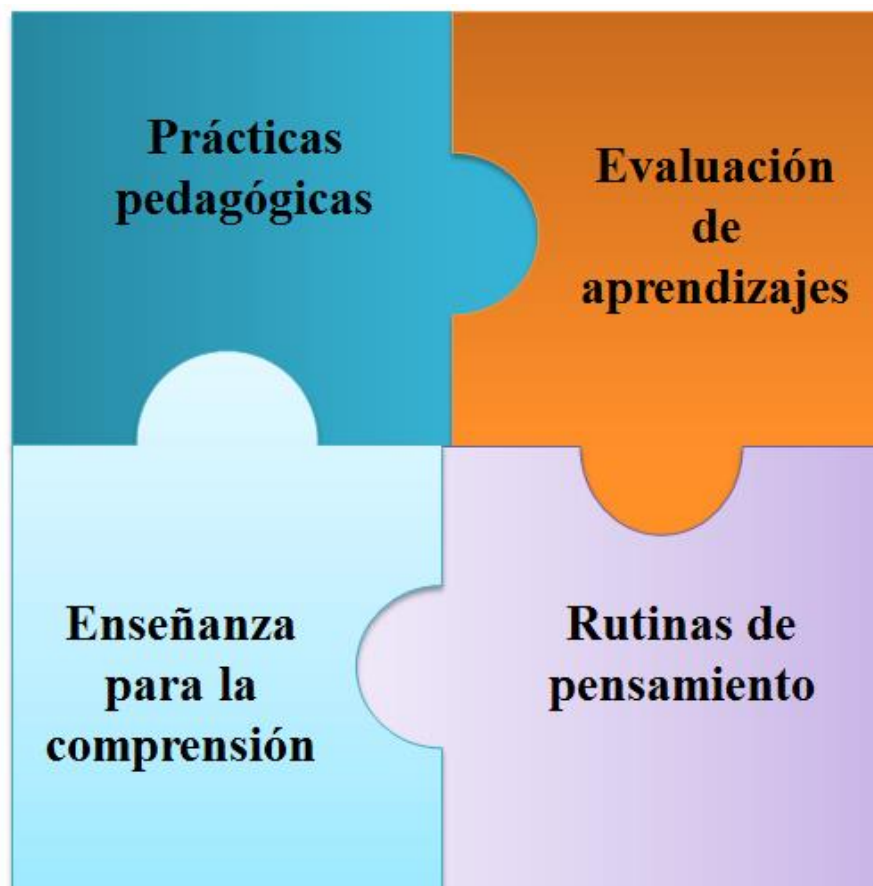 Prácticas
pedagógicas
Evaluación
de
aprendizajes
Enseñanza
para la
comprensión
Rutinas de
pensamiento